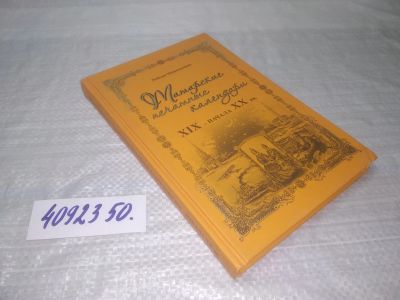 Татарские
печатные
календари
XIX - НАЧАЛА XX вв.
40923 50.